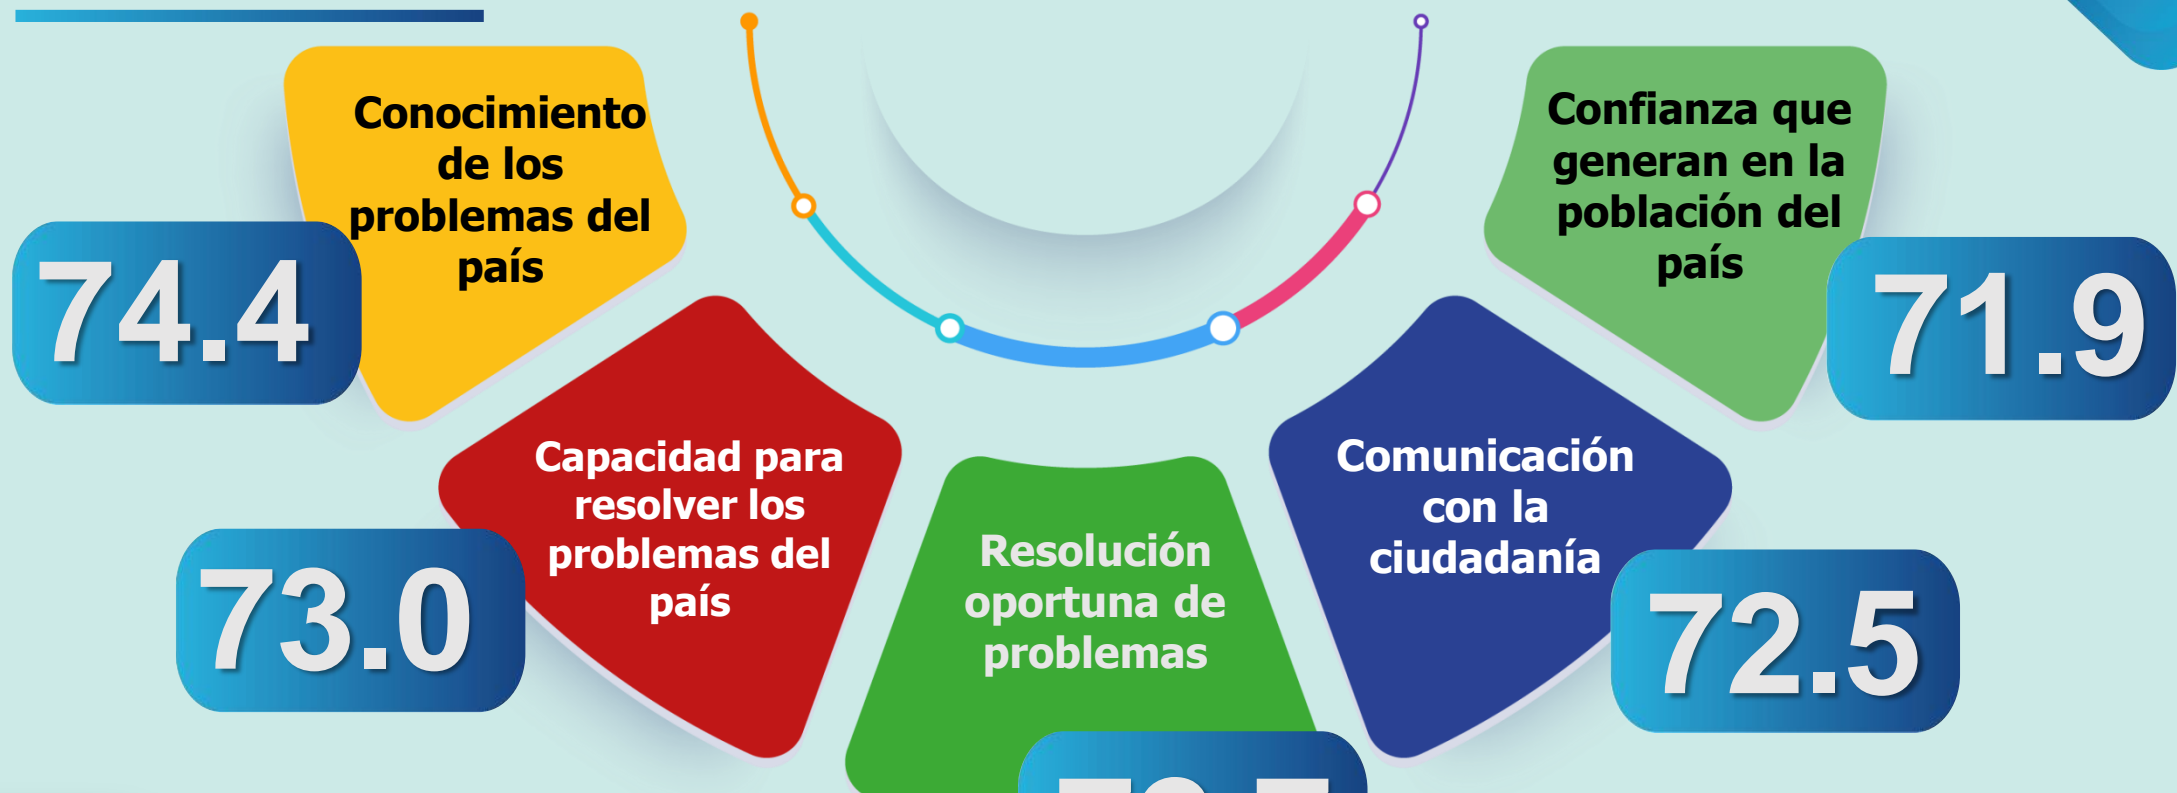 Conocimiento
de los
problemas del
país
74.4
Capacidad para
resolver los
problemas del
país
73.0
Resolución
oportuna de
problemas
Comunicación
con la
ciudadanía
72.5
Confianza que
generan en la
población del
país
71.9